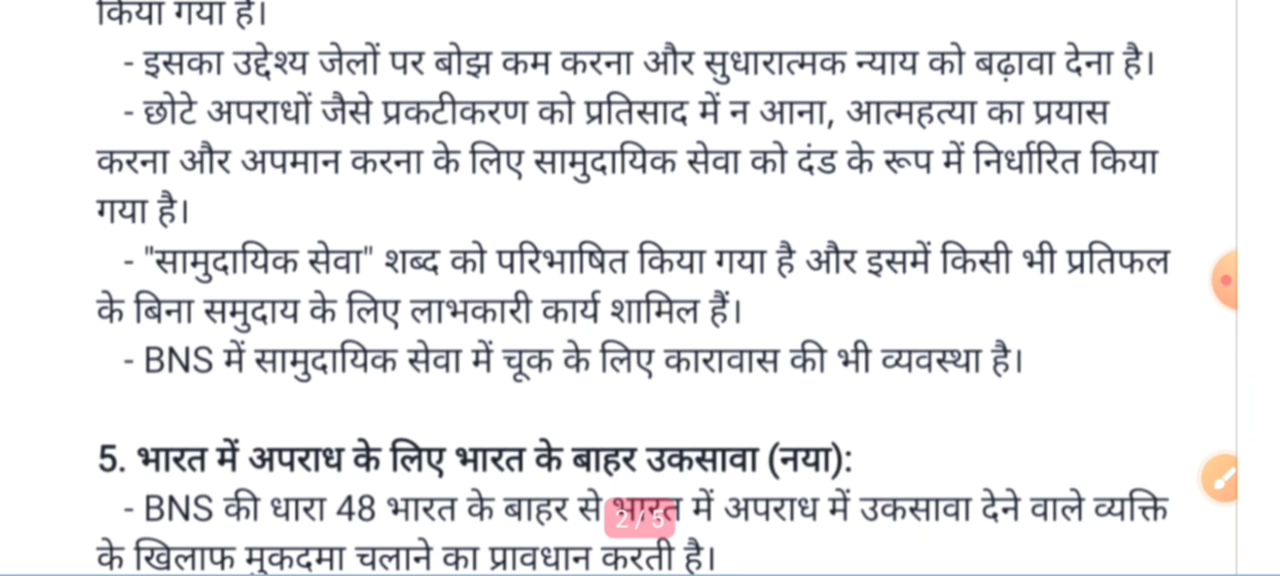 किया गया है।
- इसका उद्देश्य जेलों पर बोझ कम करना और सुधारात्मक न्याय को बढ़ावा देना है।
- छोटे अपराधों जैसे प्रकटीकरण को प्रतिसाद में न आना, आत्महत्या का प्रयास
करना और अपमान करना के लिए सामुदायिक सेवा को दंड के रूप में निर्धारित किया
गया है।
- "सामुदायिक सेवा" शब्द को परिभाषित किया गया है और इसमें किसी भी प्रतिफल
के बिना समुदाय के लिए लाभकारी कार्य शामिल हैं।
- BNS में सामुदायिक सेवा में चूक के लिए कारावास की भी व्यवस्था है।
5. भारत में अपराध के लिए भारत के बाहर उकसावा (नया):
- BNS की धारा 48 भारत के बाहर से भारत में अपराध में उकसावा देने वाले व्यक्ति
2 / 5
के खिलाफ मुकदमा चलाने का प्रावधान करती है।